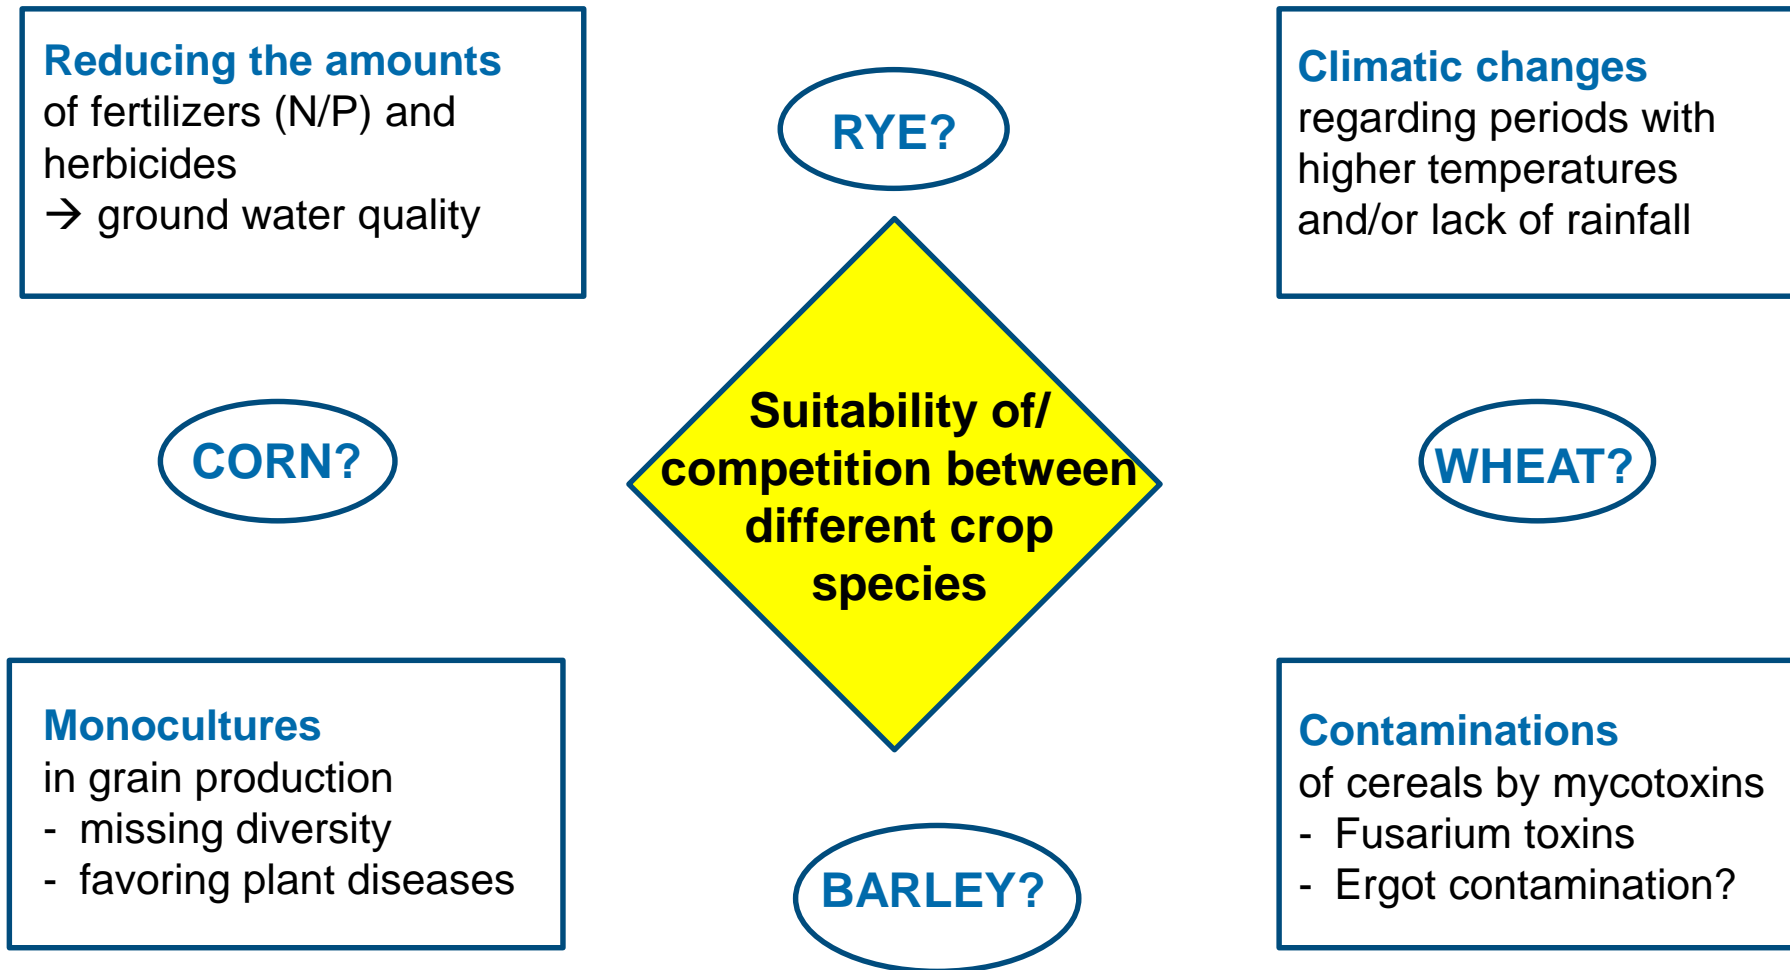 Reducing the amounts
of fertilizers (N/P) and
herbicides
→ ground water quality
RYE?
Climatic changes
regarding periods with
higher temperatures
and/or lack of rainfall
CORN?
Suitability of/
competition between
different crop
species
WHEAT?
Monocultures
in grain production
- missing diversity
- favoring plant diseases
BARLEY?
Contaminations
of cereals by mycotoxins
- Fusarium toxins
- Ergot contamination?